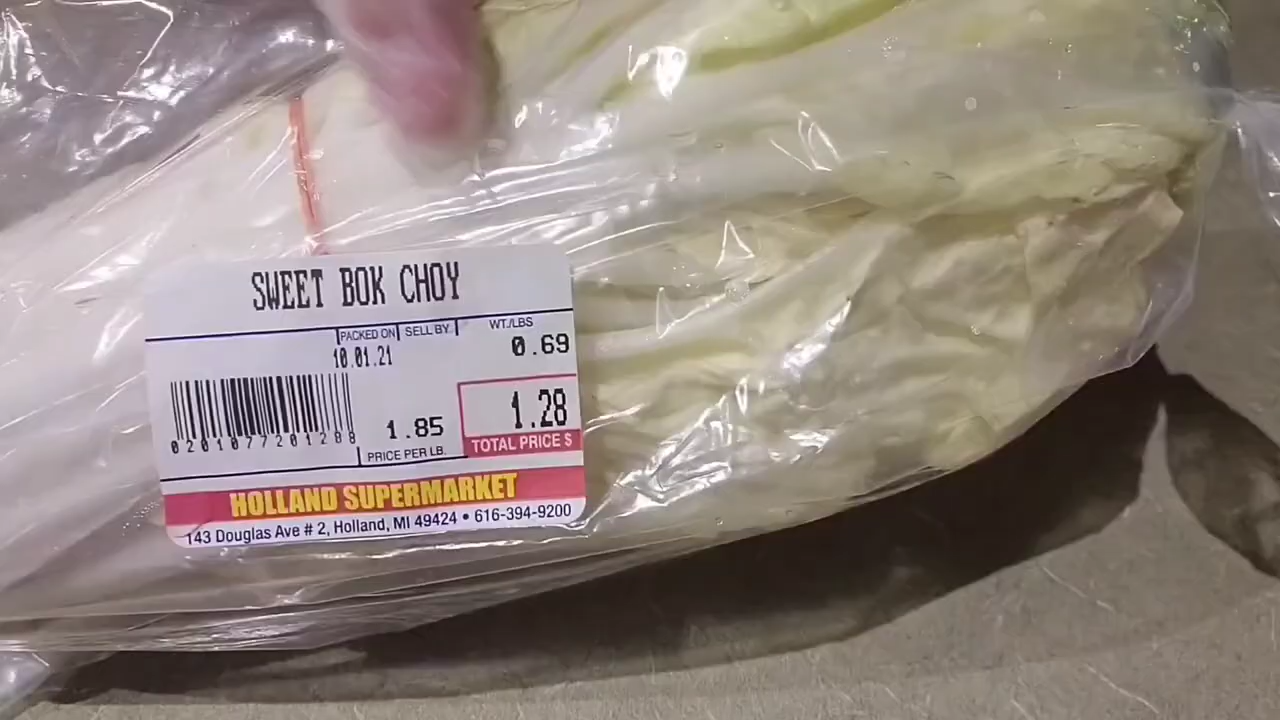 SWEET BOK CHOY
PACKED ON SELL BY WT./LBS
10.01.21 0.69
0201077201288
1.85 1.28
PRICE PER LB. TOTAL PRICE $
HOLLAND SUPERMARKET
143 Douglas Ave # 2, Holland, MI 49424 • 616-394-9200